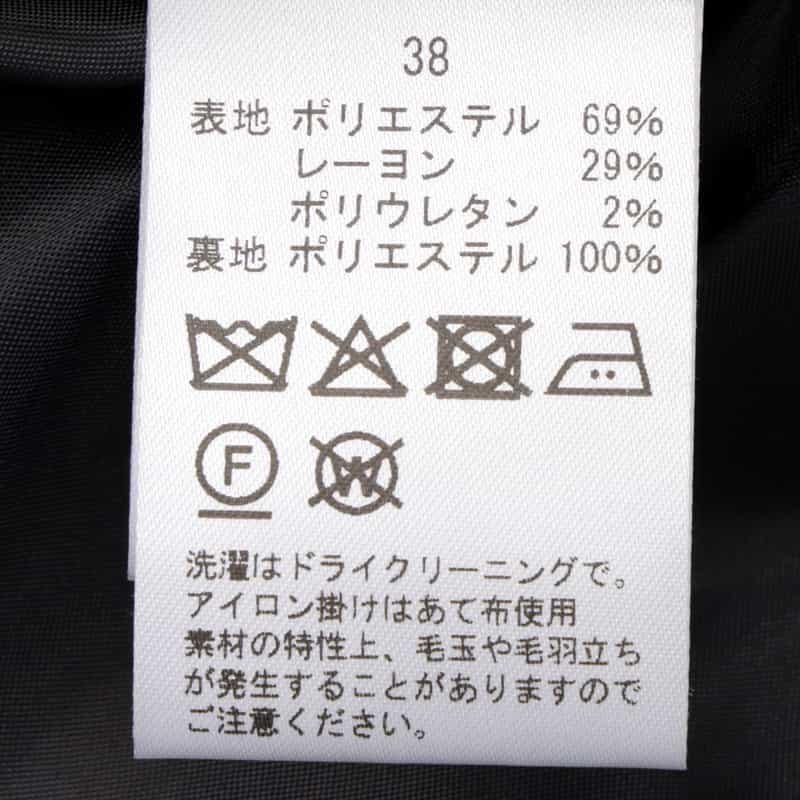 38
表地 ポリエステル 69%
レーヨン 29%
ポリウレタン 2%
裏地 ポリエステル 100%
F W
洗濯はドライクリーニングで。
アイロン掛けはあて布使用
素材の特性上、毛玉や毛羽立ち
が発生することがありますので
ご注意ください。